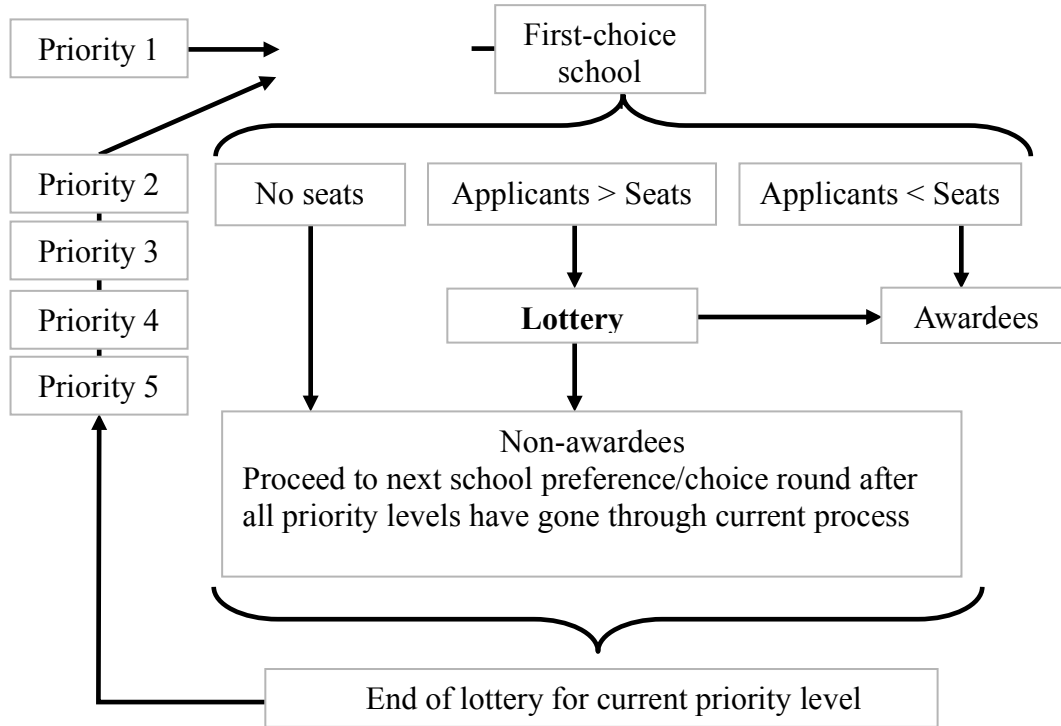 Priority 1
First-choice
school
Priority 2
No seats
Applicants > Seats
Applicants < Seats
Priority 3
Priority 4
Lottery
Awardees
Priority 5
Non-awardees
Proceed to next school preference/choice round after
all priority levels have gone through current process
End of lottery for current priority level